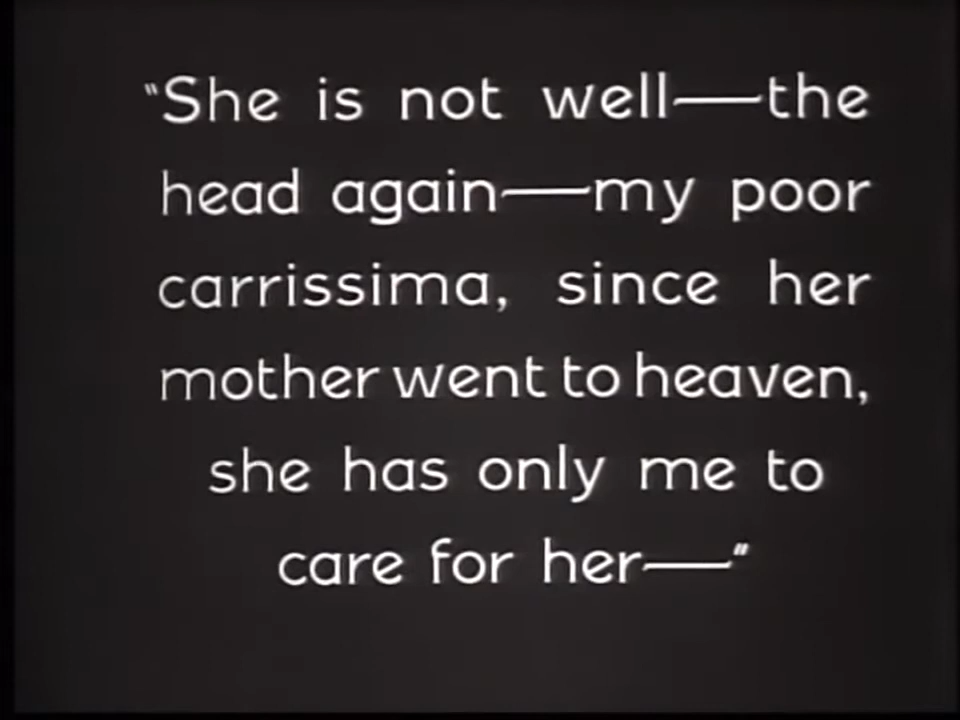 "She is not well—the
head again—my poor
carrissima, since her
mother went to heaven,
she has only me to
care for her—"